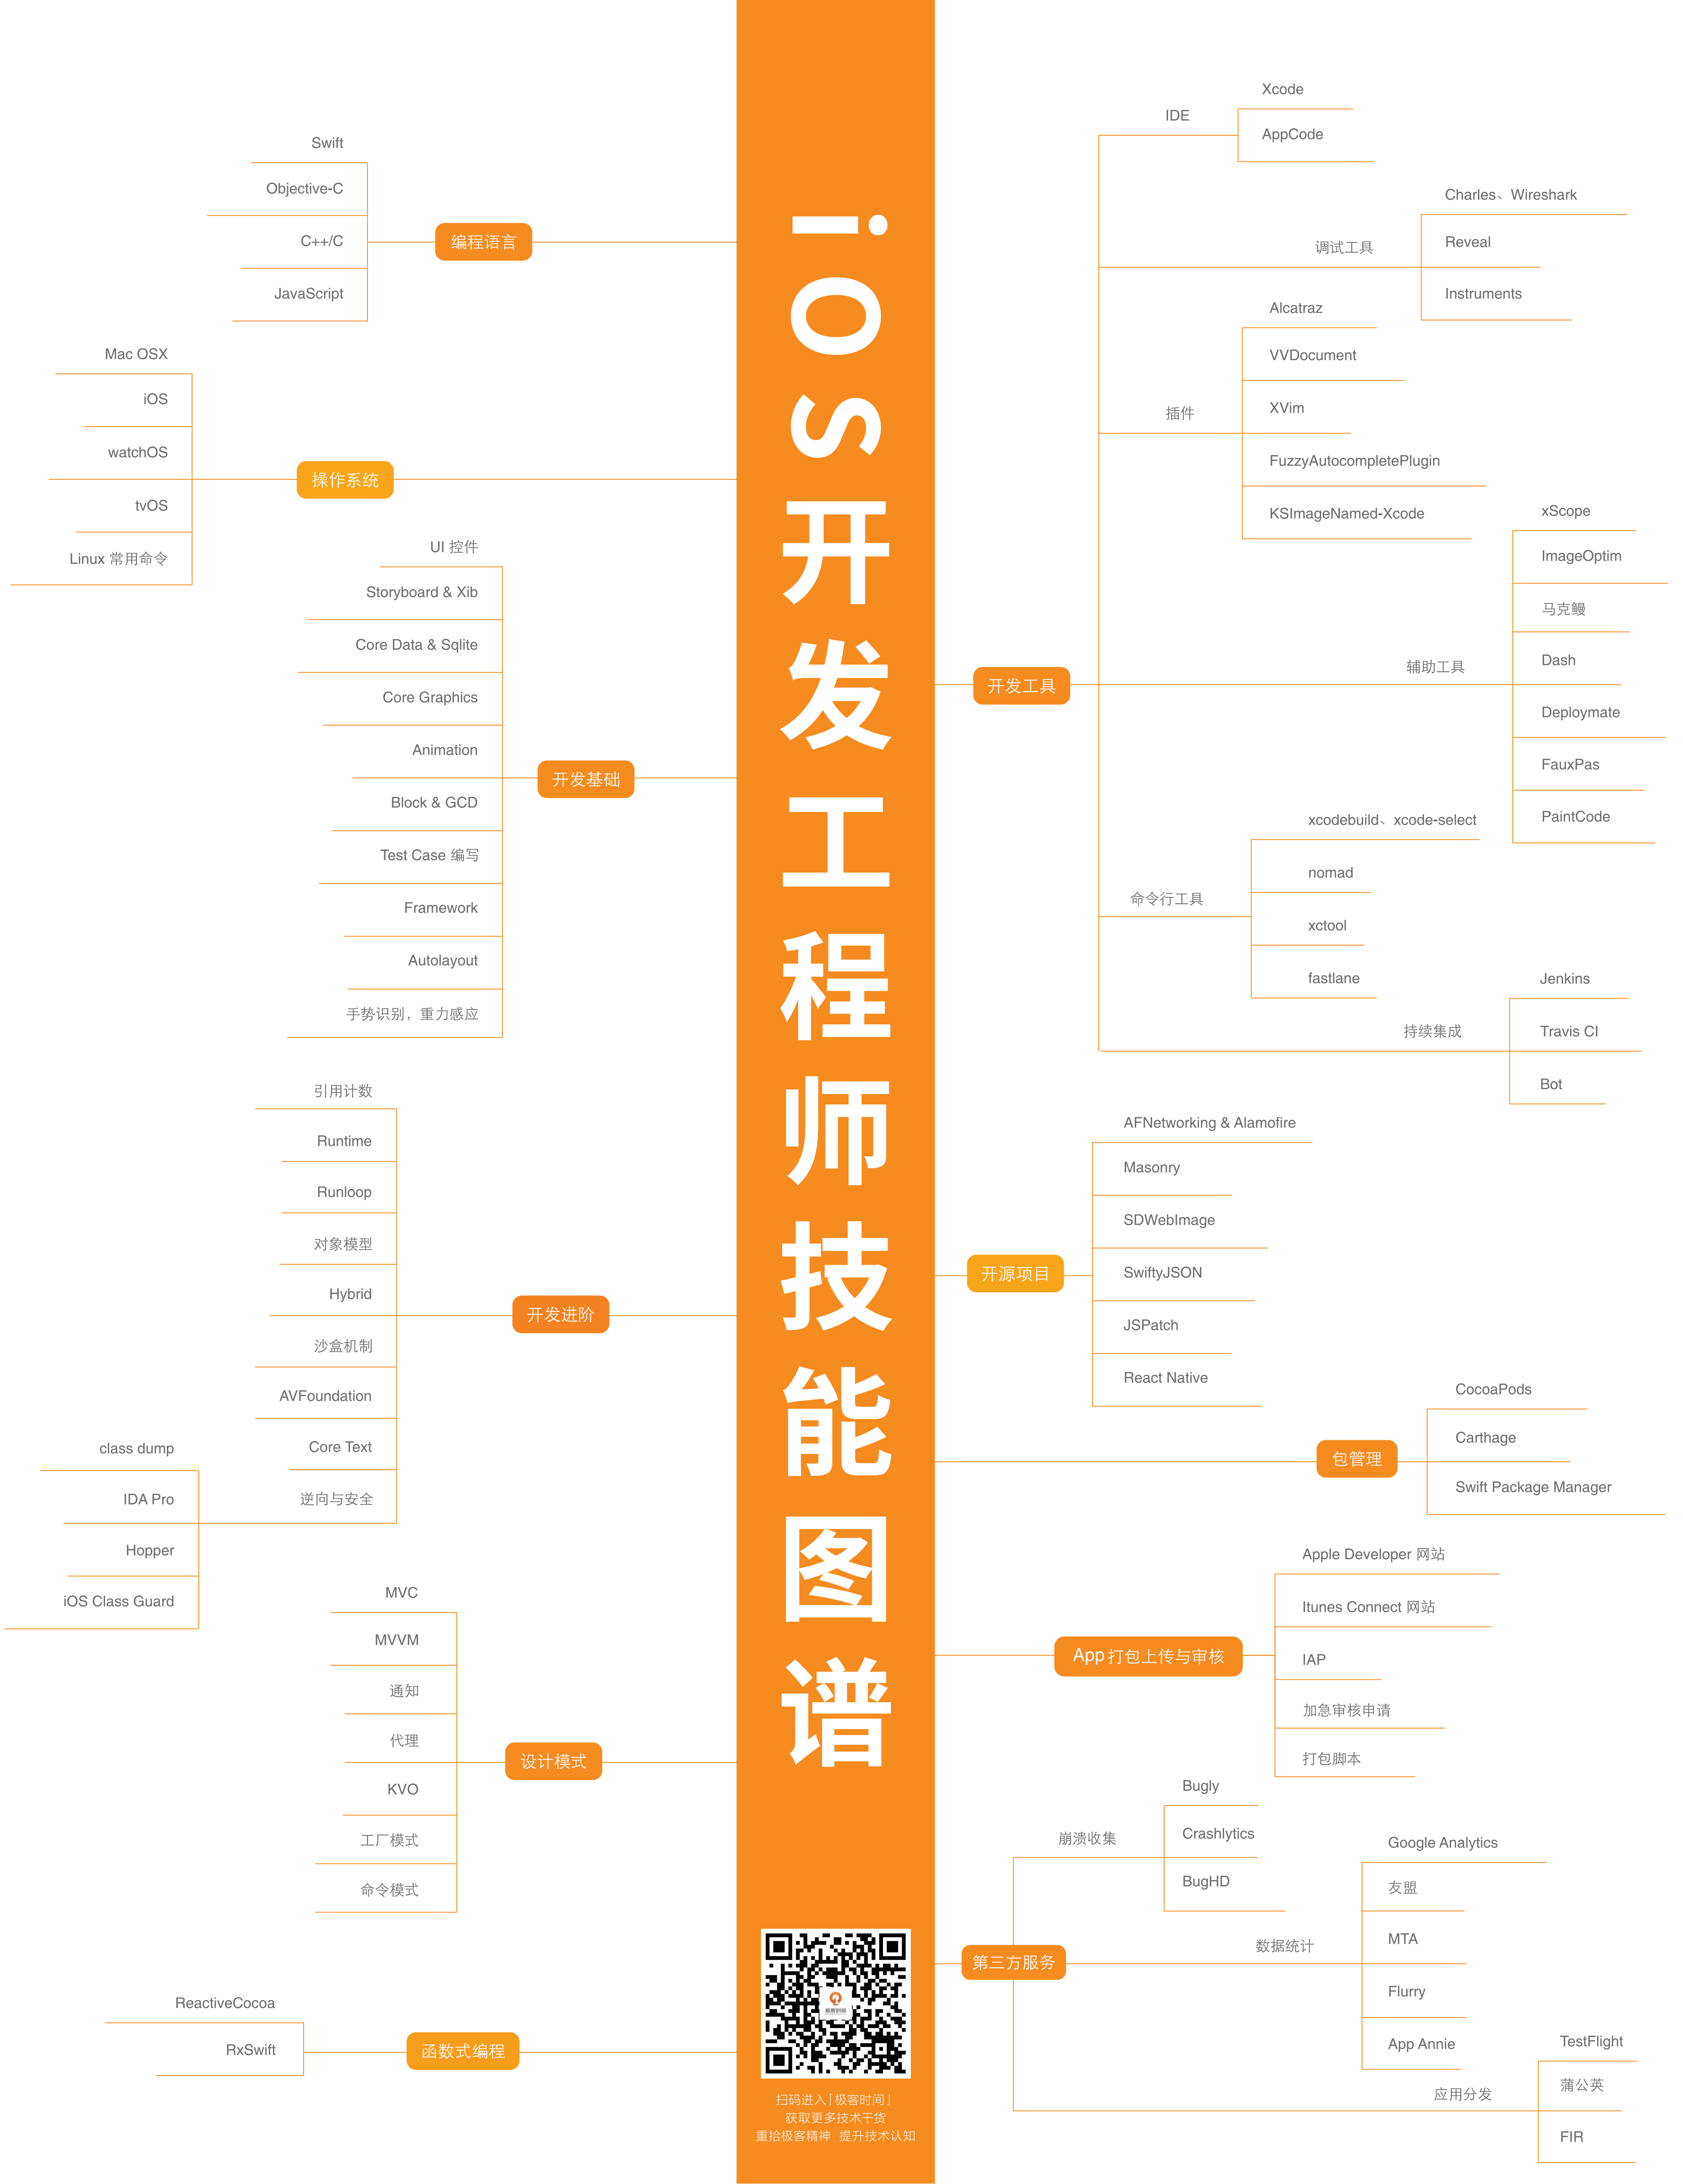 iOS开发工程师技能图谱
编程语言
Swift
Objective-C
C++/C
JavaScript
操作系统
Mac OSX
iOS
watchOS
tvOS
Linux 常用命令
开发基础
UI 控件
Storyboard & Xib
Core Data & Sqlite
Core Graphics
Animation
Block & GCD
Test Case 编写
Framework
Autolayout
手势识别，重力感应
开发进阶
引用计数
Runtime
Runloop
对象模型
Hybrid
沙盒机制
AVFoundation
Core Text
逆向与安全
class dump
IDA Pro
Hopper
iOS Class Guard
设计模式
MVC
MVVM
通知
代理
KVO
工厂模式
命令模式
函数式编程
ReactiveCocoa
RxSwift
开发工具
IDE
Xcode
AppCode
调试工具
Charles、Wireshark
Reveal
Instruments
插件
Alcatraz
VVDocument
XVim
FuzzyAutocompletePlugin
KSImageNamed-Xcode
辅助工具
xScope
ImageOptim
马克鳗
Dash
Deploymate
FauxPas
PaintCode
命令行工具
xcodebuild、xcode-select
nomad
xctool
fastlane
持续集成
Jenkins
Travis CI
Bot
开源项目
AFNetworking & Alamofire
Masonry
SDWebImage
SwiftyJSON
JSPatch
React Native
包管理
CocoaPods
Carthage
Swift Package Manager
App 打包上传与审核
Apple Developer 网站
Itunes Connect 网站
IAP
加急审核申请
打包脚本
第三方服务
崩溃收集
Bugly
Crashlytics
BugHD
数据统计
Google Analytics
友盟
MTA
Flurry
App Annie
应用分发
TestFlight
蒲公英
FIR
极客时间
扫码进入「极客时间」
获取更多技术干货
重拾极客精神 提升技术认知